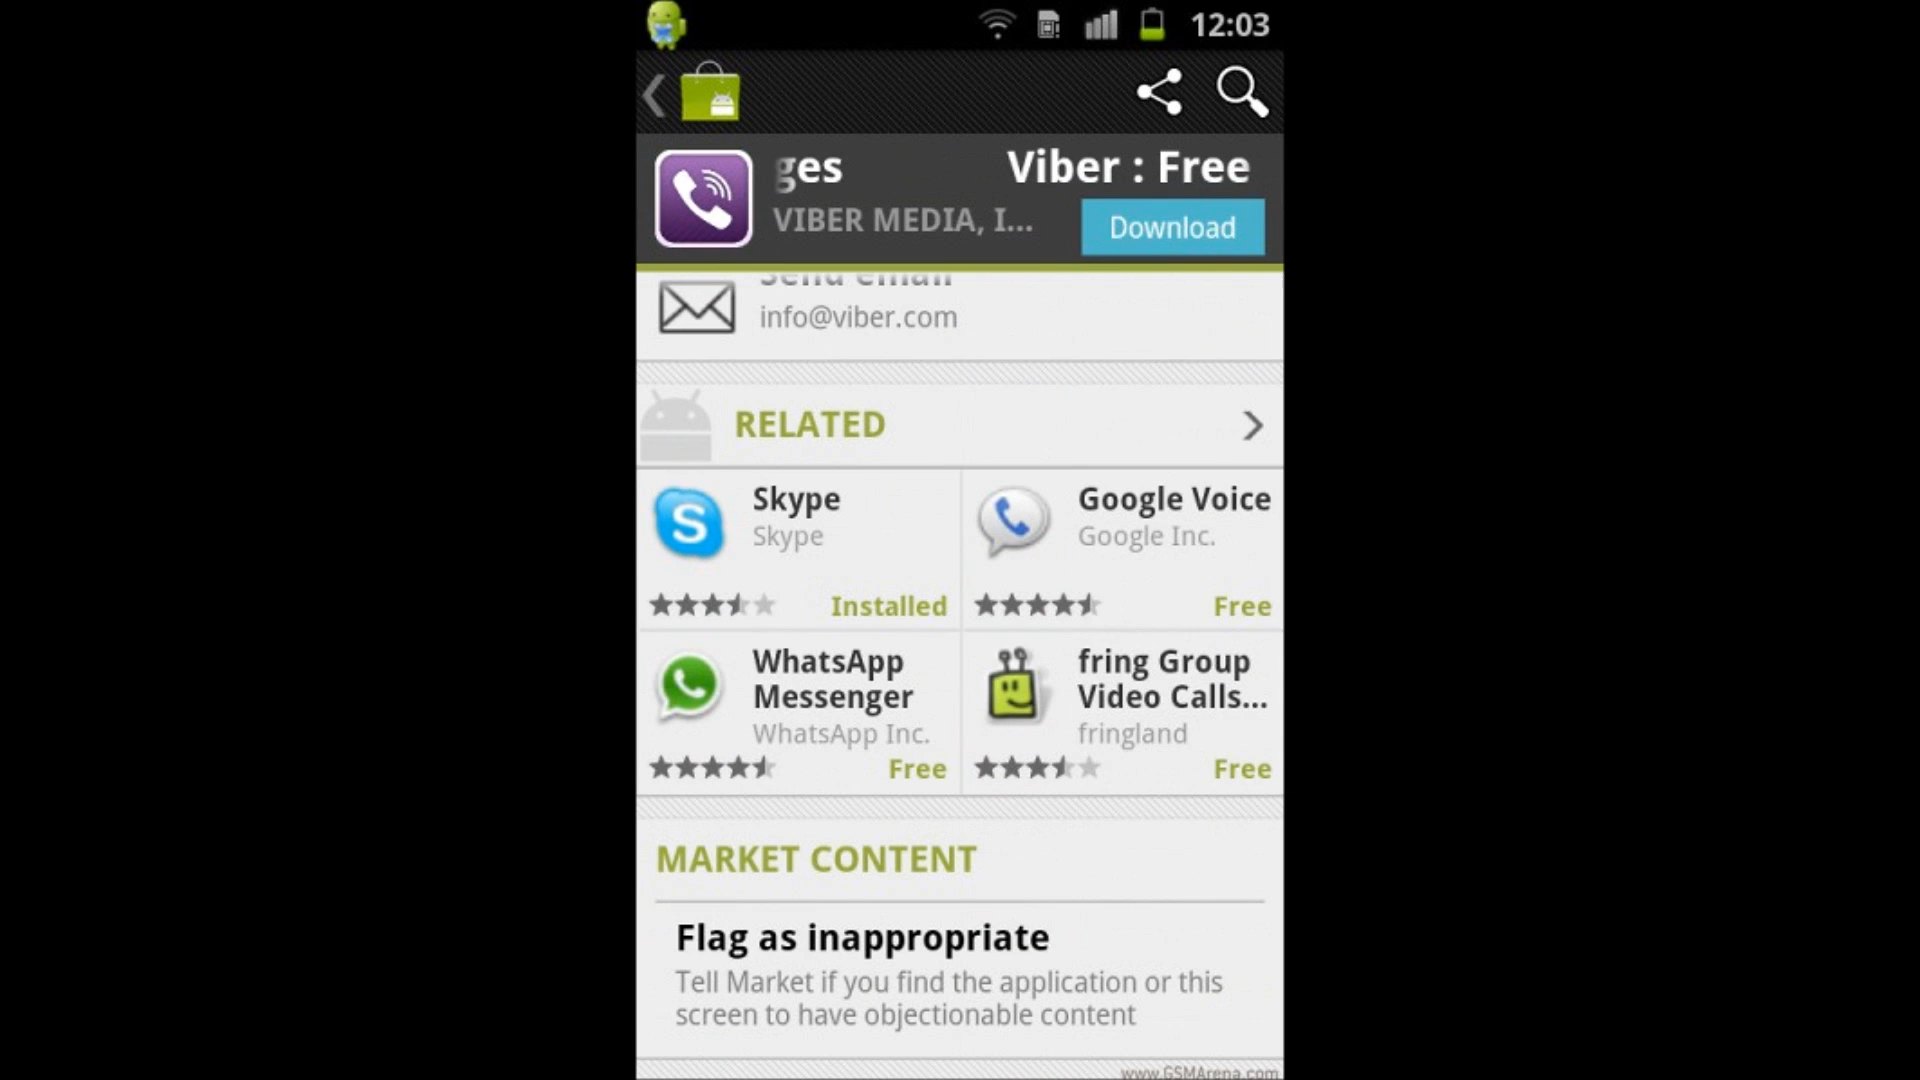 12:03
ges Viber : Free
VIBER MEDIA, I...
Download
Send email
info@viber.com
RELATED
Skype
Skype
Installed
Google Voice
Google Inc.
Free
WhatsApp
Messenger
WhatsApp Inc.
Free
fring Group
Video Calls...
fringland
Free
MARKET CONTENT
Flag as inappropriate
Tell Market if you find the application or this
screen to have objectionable content
www.GSMArena.com